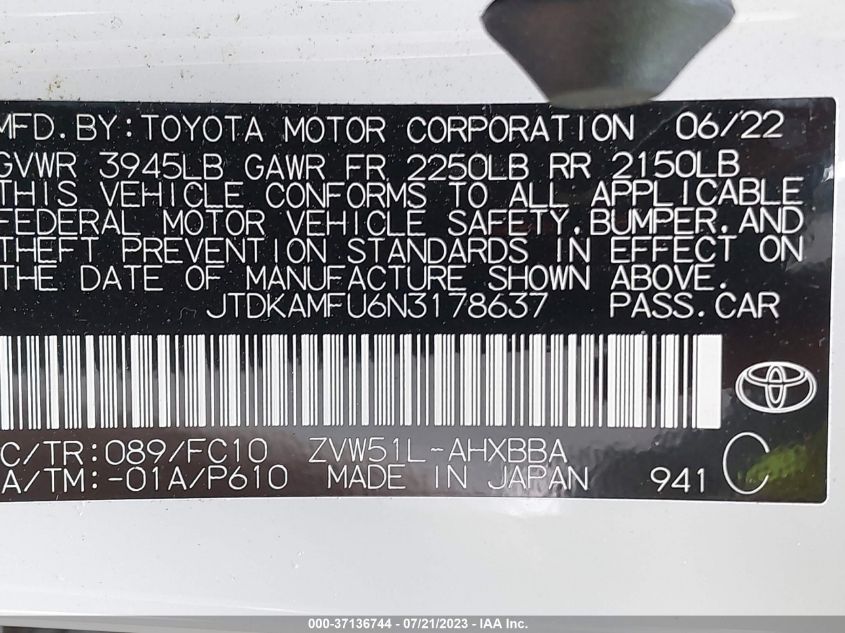 MFD. BY: TOYOTA MOTOR CORPORATION 06/22
GVWR 3945LB GAWR FR 2250LB RR 2150LB
THIS VEHICLE CONFORMS TO ALL APPLICABLE
FEDERAL MOTOR VEHICLE SAFETY, BUMPER, AND
THEFT PREVENTION STANDARDS IN EFFECT ON
THE DATE OF MANUFACTURE SHOWN ABOVE.
JTDKAMFU6N3178637 PASS. CAR
C/TR: 089/FC10 ZVW51L-AHXBBA
A/TM: -01A/P610 MADE IN JAPAN 941 C
000-37136744 - 07/21/2023 - IAA Inc.